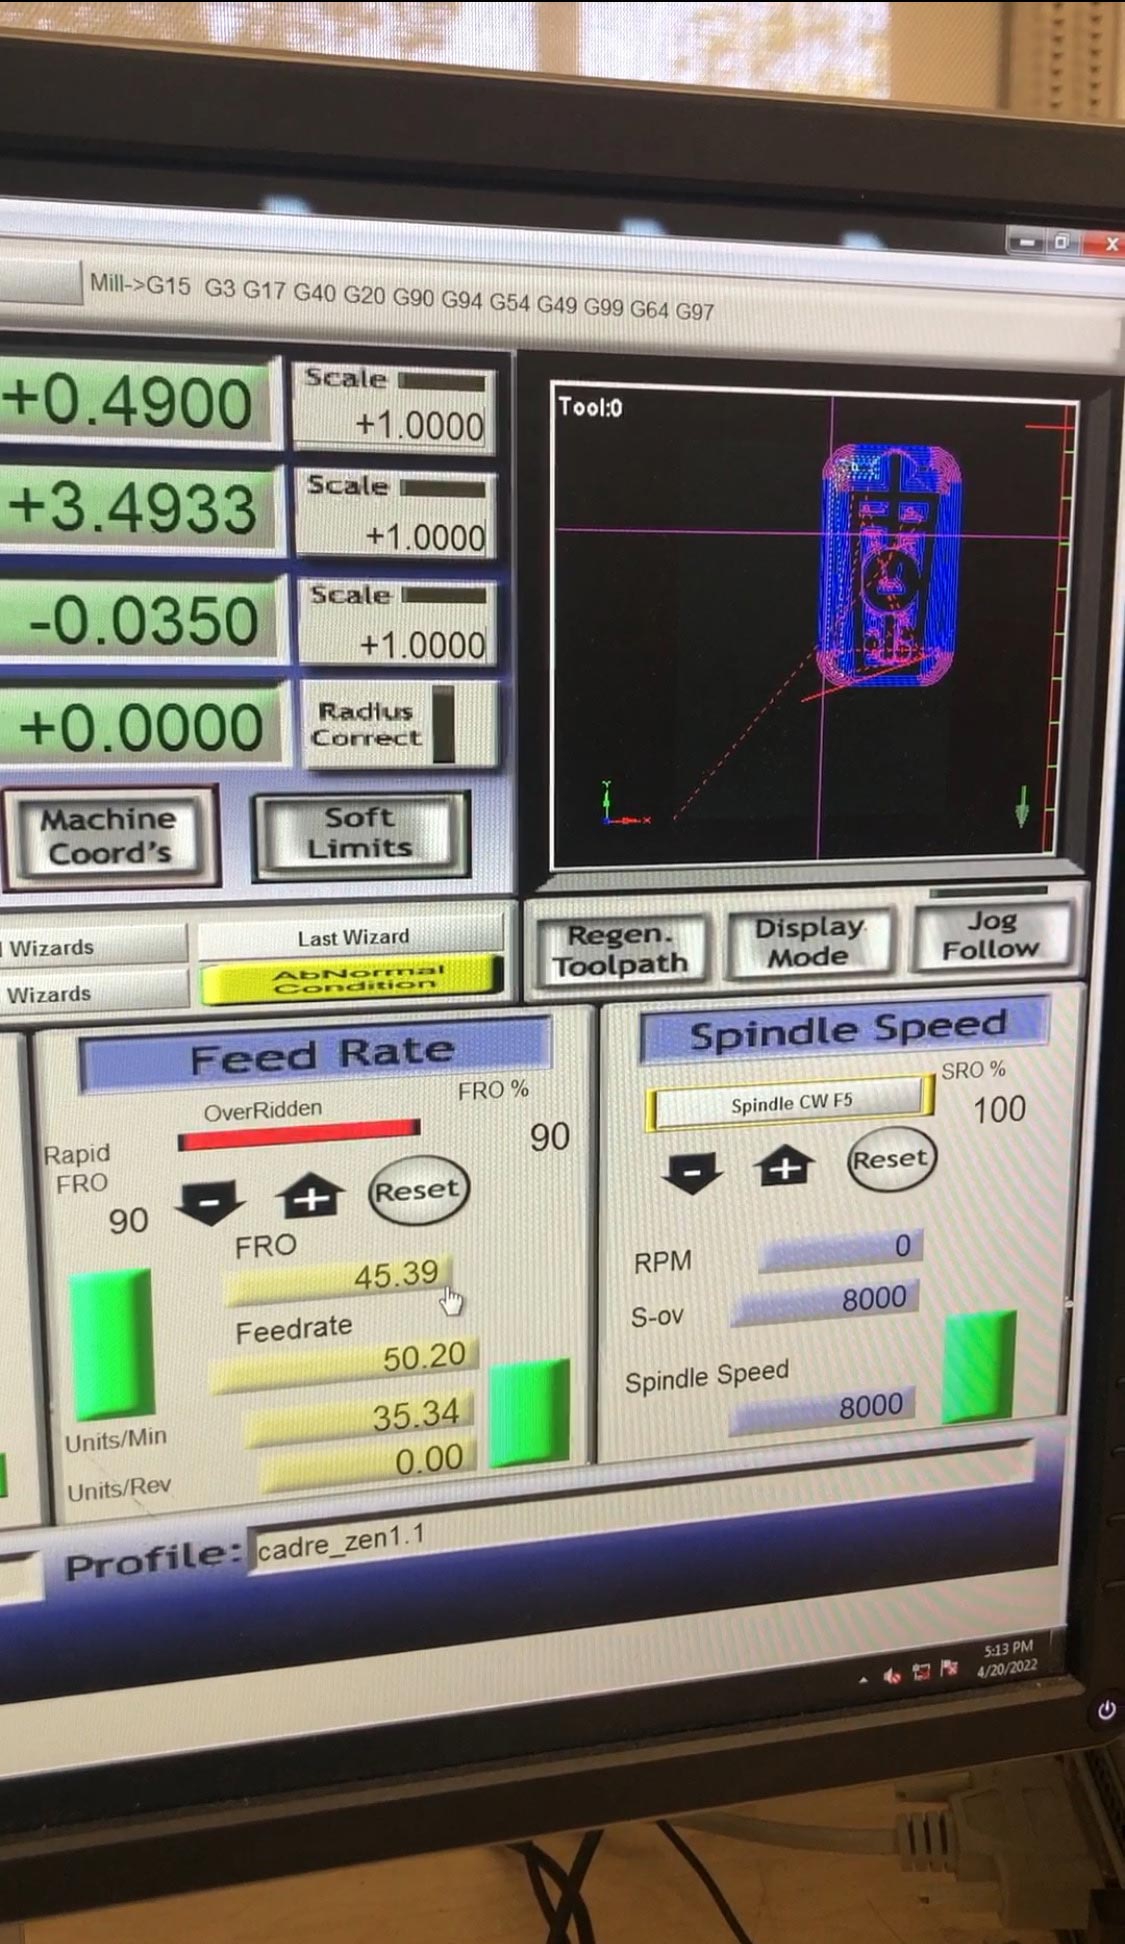 Mill->G15 G3 G17 G40 G20 G90 G94 G54 G49 G99 G64 G97
+0.4900
Scale
+1.0000
+3.4933
Scale
+1.0000
-0.0350
Scale
+1.0000
+0.0000
Radius
Correct
Machine
Coord's
Soft
Limits
Tool:0
Y
X
Wizards
Last Wizard
Wizards
AbNormal
Condition
Regen.
Toolpath
Display
Mode
Jog
Follow
Feed Rate
OverRidden
FRO %
90
Rapid
FRO
90
-
+
Reset
FRO
45.39
Feedrate
50.20
Units/Min
35.34
Units/Rev
0.00
Spindle Speed
Spindle CW F5
SRO %
100
-
+
Reset
RPM
0
S-ov
8000
Spindle Speed
8000
Profile:
cadre_zen1.1
5:13 PM
4/20/2022